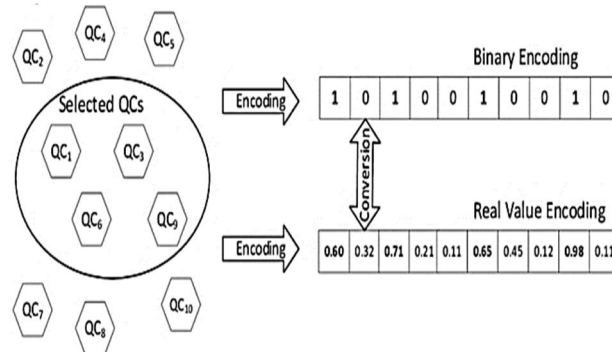 QC2
QC4
QC5
Selected QCs
QC1
QC3
QC6
QC9
QC7
QC8
QC10
Encoding
Binary Encoding
1 0 1 0 0 1 0 0 1 0
Conversion
Encoding
Real Value Encoding
0.60 0.32 0.71 0.21 0.11 0.65 0.45 0.12 0.98 0.11